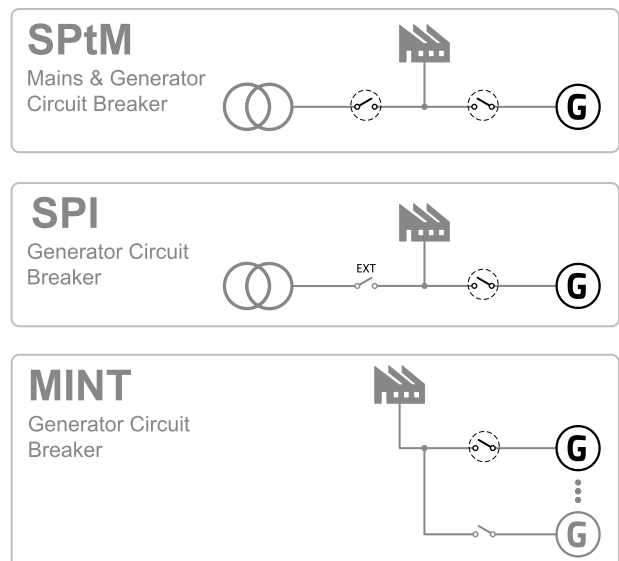 SPtM
Mains & Generator
Circuit Breaker
G
SPI
Generator Circuit
Breaker
EXT
G
MINT
Generator Circuit
Breaker
G
G